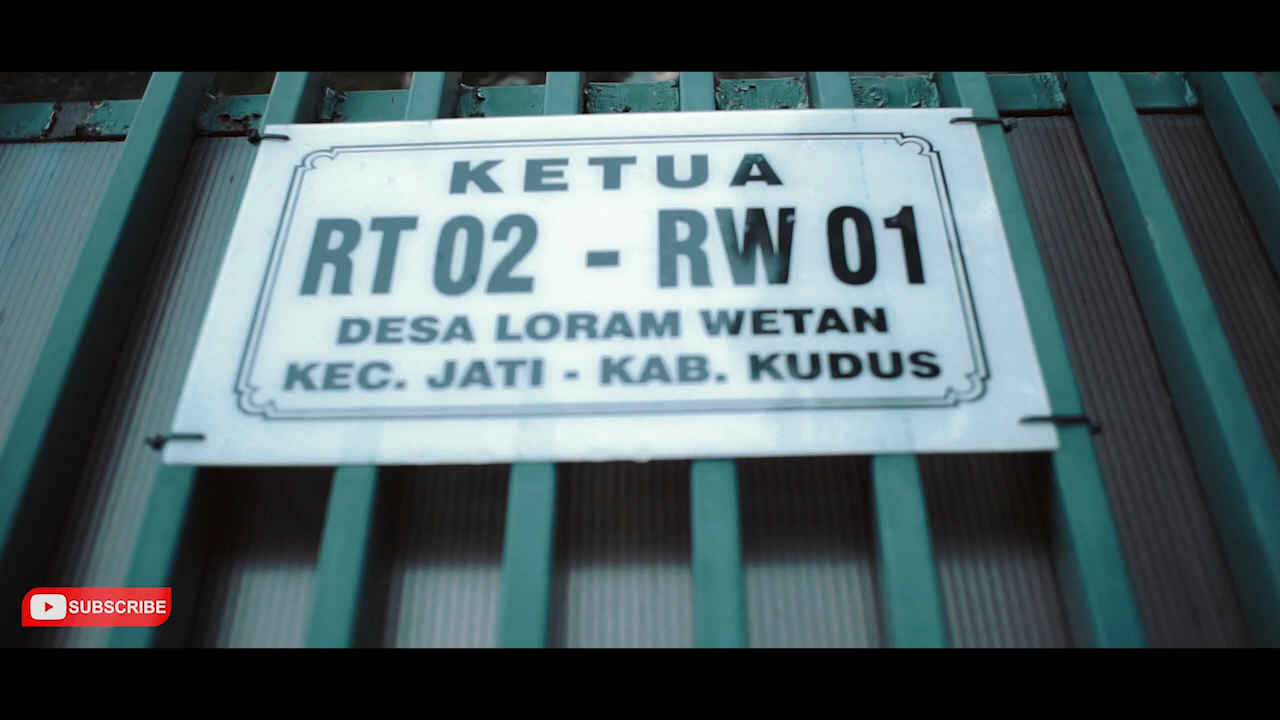 KETUA
RT 02 - RW 01
DESA LORAM WETAN
KEC. JATI - KAB. KUDUS
SUBSCRIBE